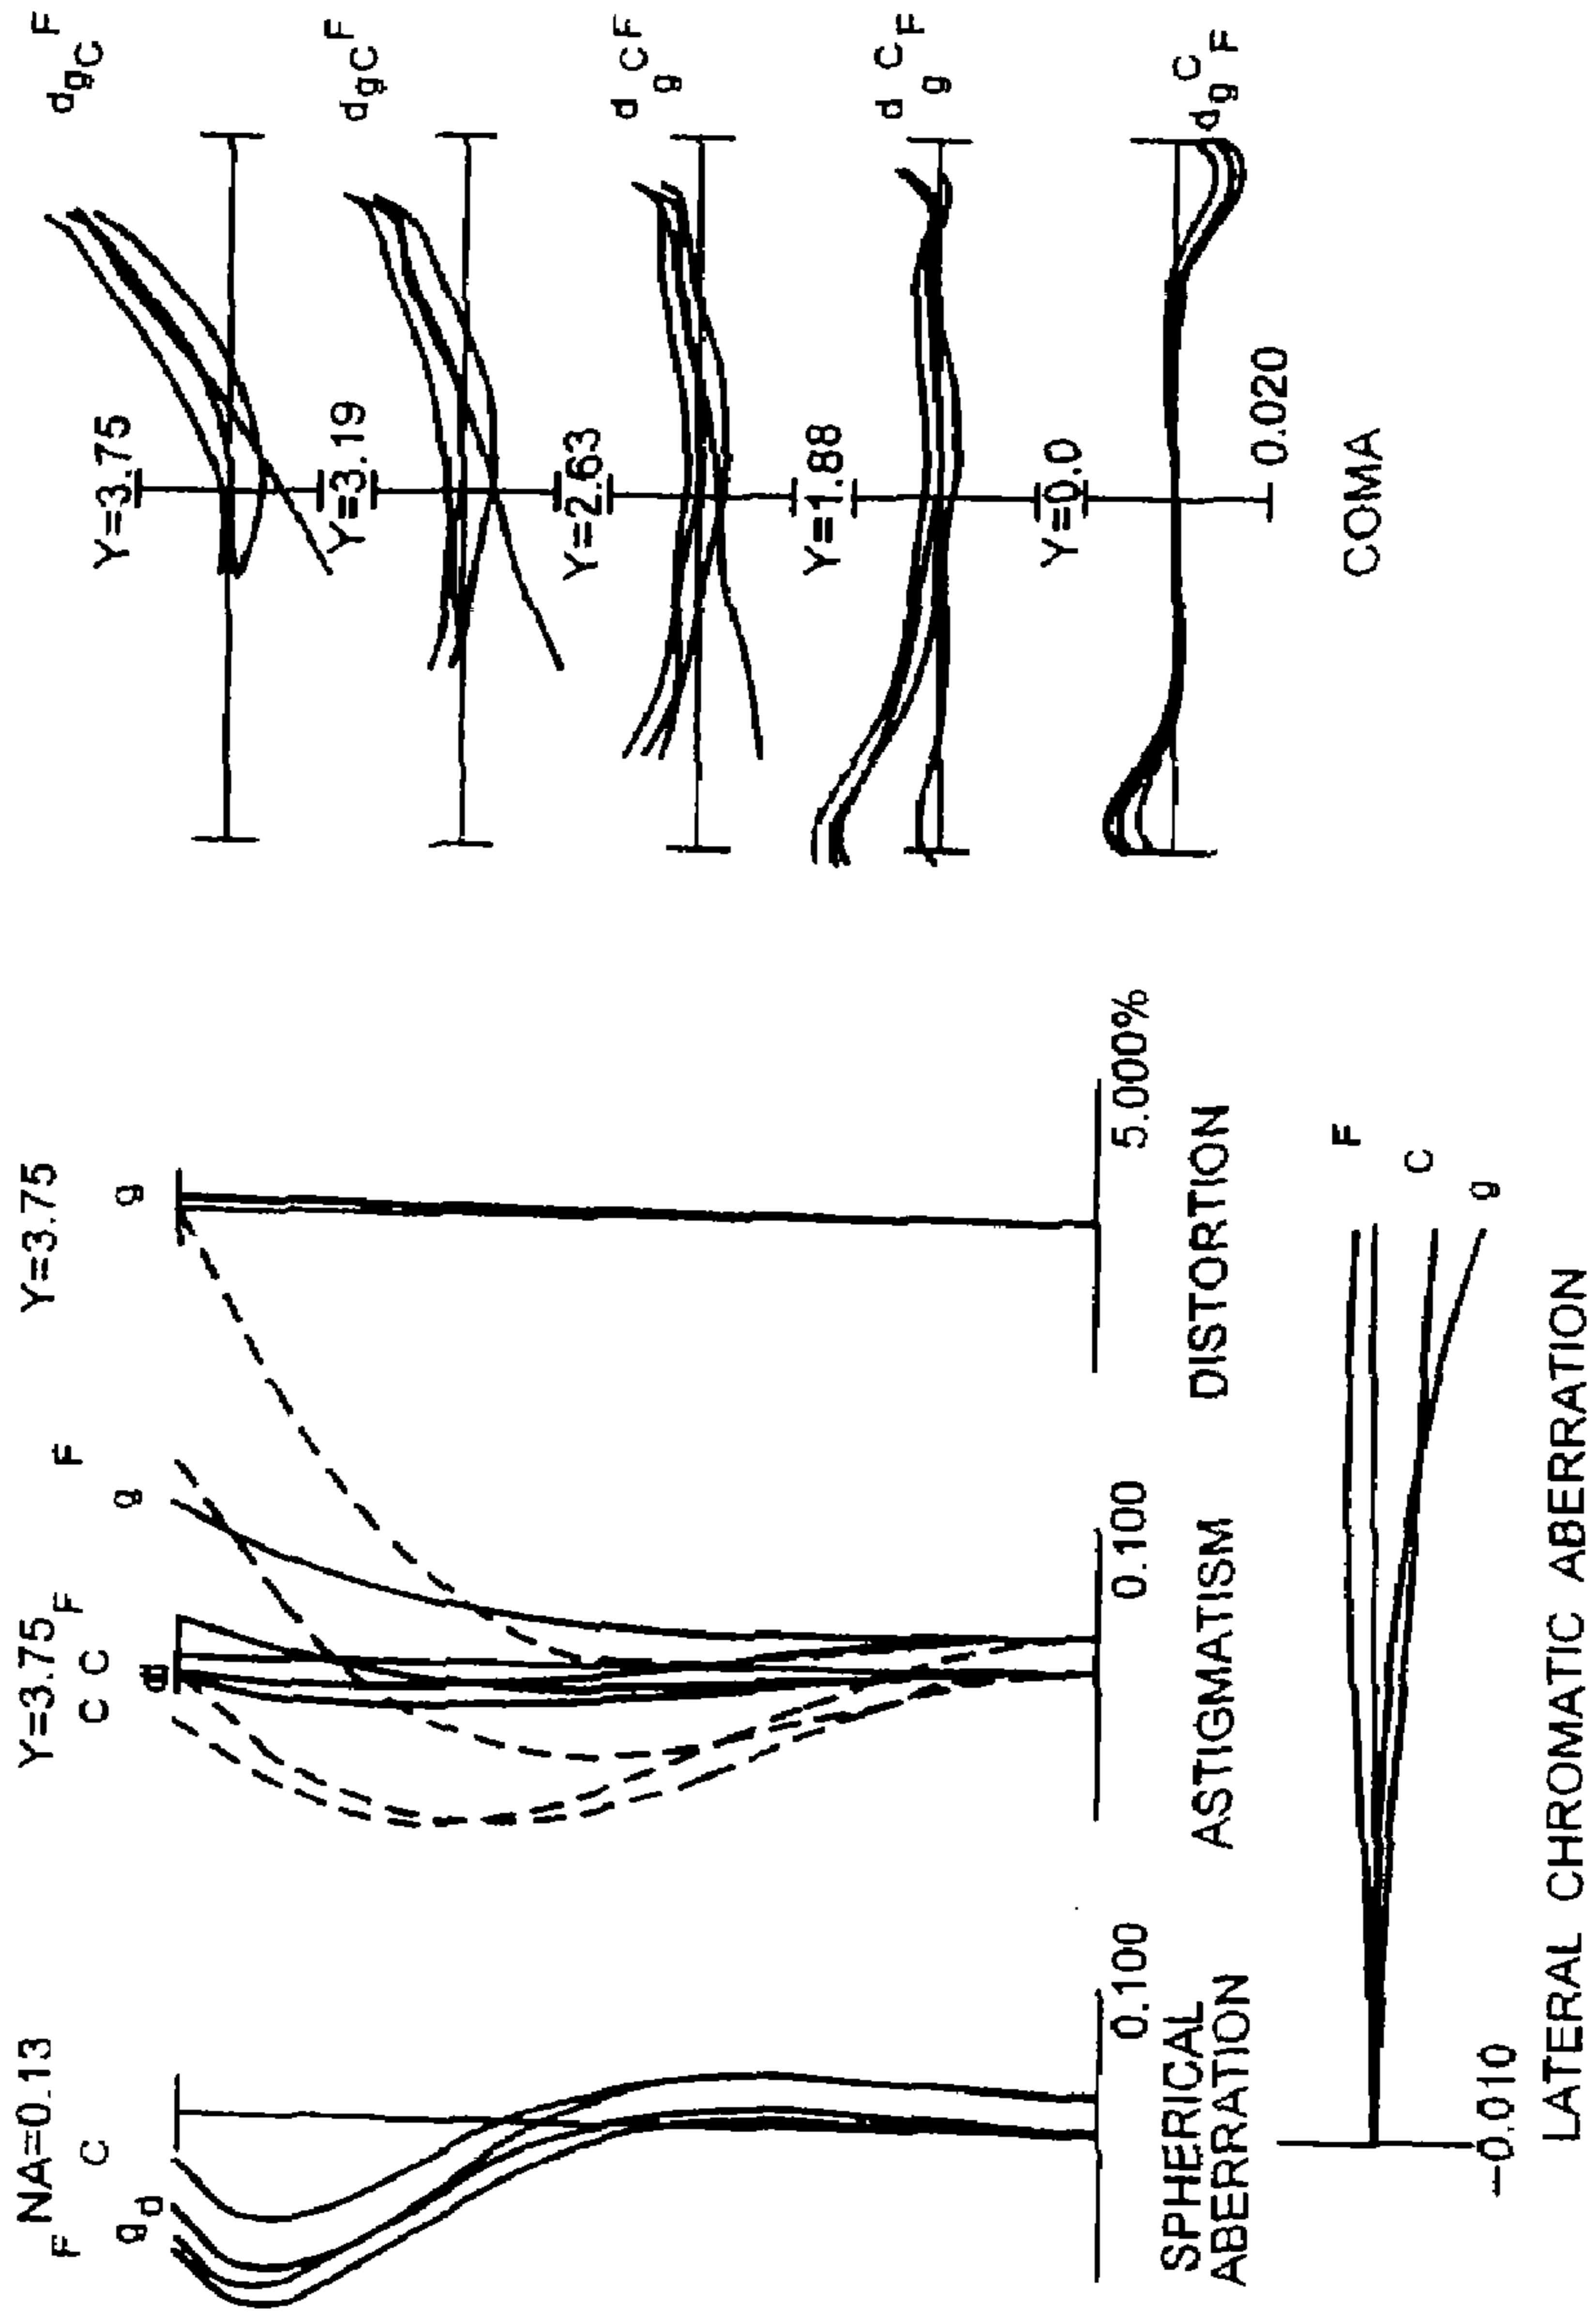 NA=0.13
F
g
d
C
0.100
SPHERICAL
ABERRATION
Y=3.75
C C F
d
g
F
0.100
ASTIGMATISM
Y=3.75
g
5.000%
DISTORTION
F
C
g
-0.010
LATERAL CHROMATIC ABERRATION
Y=3.75
d g C F
Y=3.19
d g C F
Y=2.63
d g C F
Y=1.88
d g C F
Y=0.0
d g C F
0.020
COMA